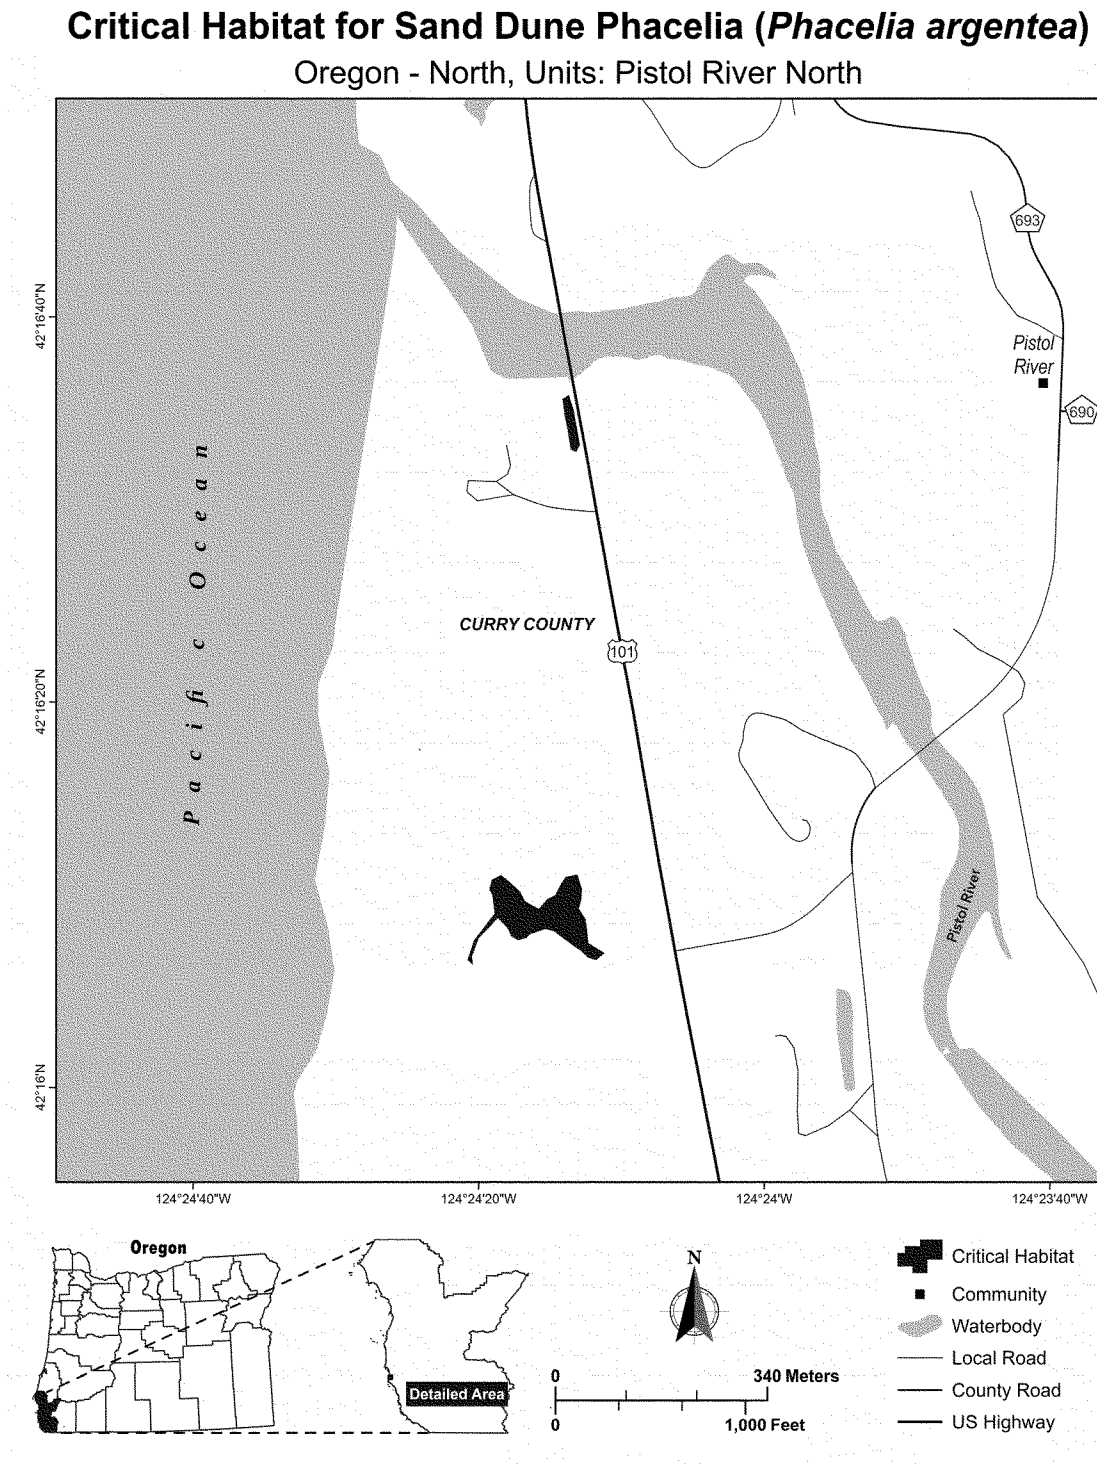 Critical Habitat for Sand Dune Phacelia (Phacelia argentea)
Oregon - North, Units: Pistol River North
693
42°16'40"N
Pistol
River
690
Pacific Ocean
CURRY COUNTY
101
42°16'20"N
Pistol River
42°16'N
124°24'40"W
124°24'20"W
124°24'W
124°23'40"W
Oregon
Detailed Area
N
0
340 Meters
0
1,000 Feet
Critical Habitat
Community
Waterbody
Local Road
County Road
US Highway